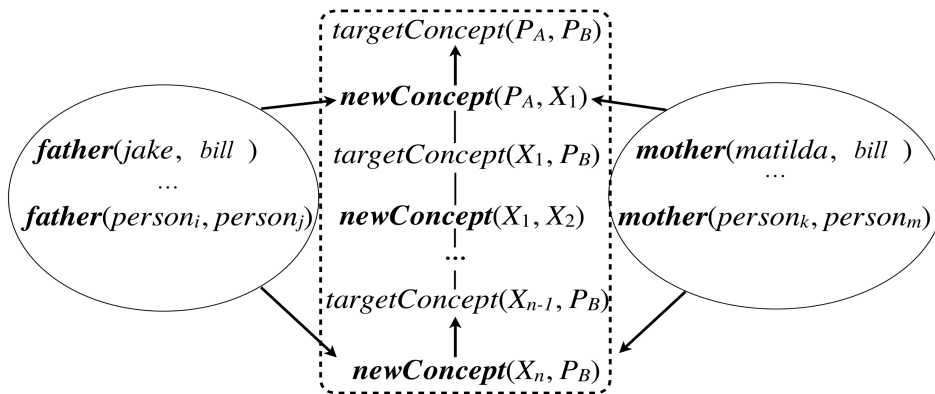 targetConcept(P_A, P_B)
newConcept(P_A, X_1)
father(jake, bill )
...
father(person_i, person_j)
targetConcept(X_1, P_B)
newConcept(X_1, X_2)
...
targetConcept(X_{n-1}, P_B)
newConcept(X_n, P_B)
mother(matilda, bill )
...
mother(person_k, person_m)